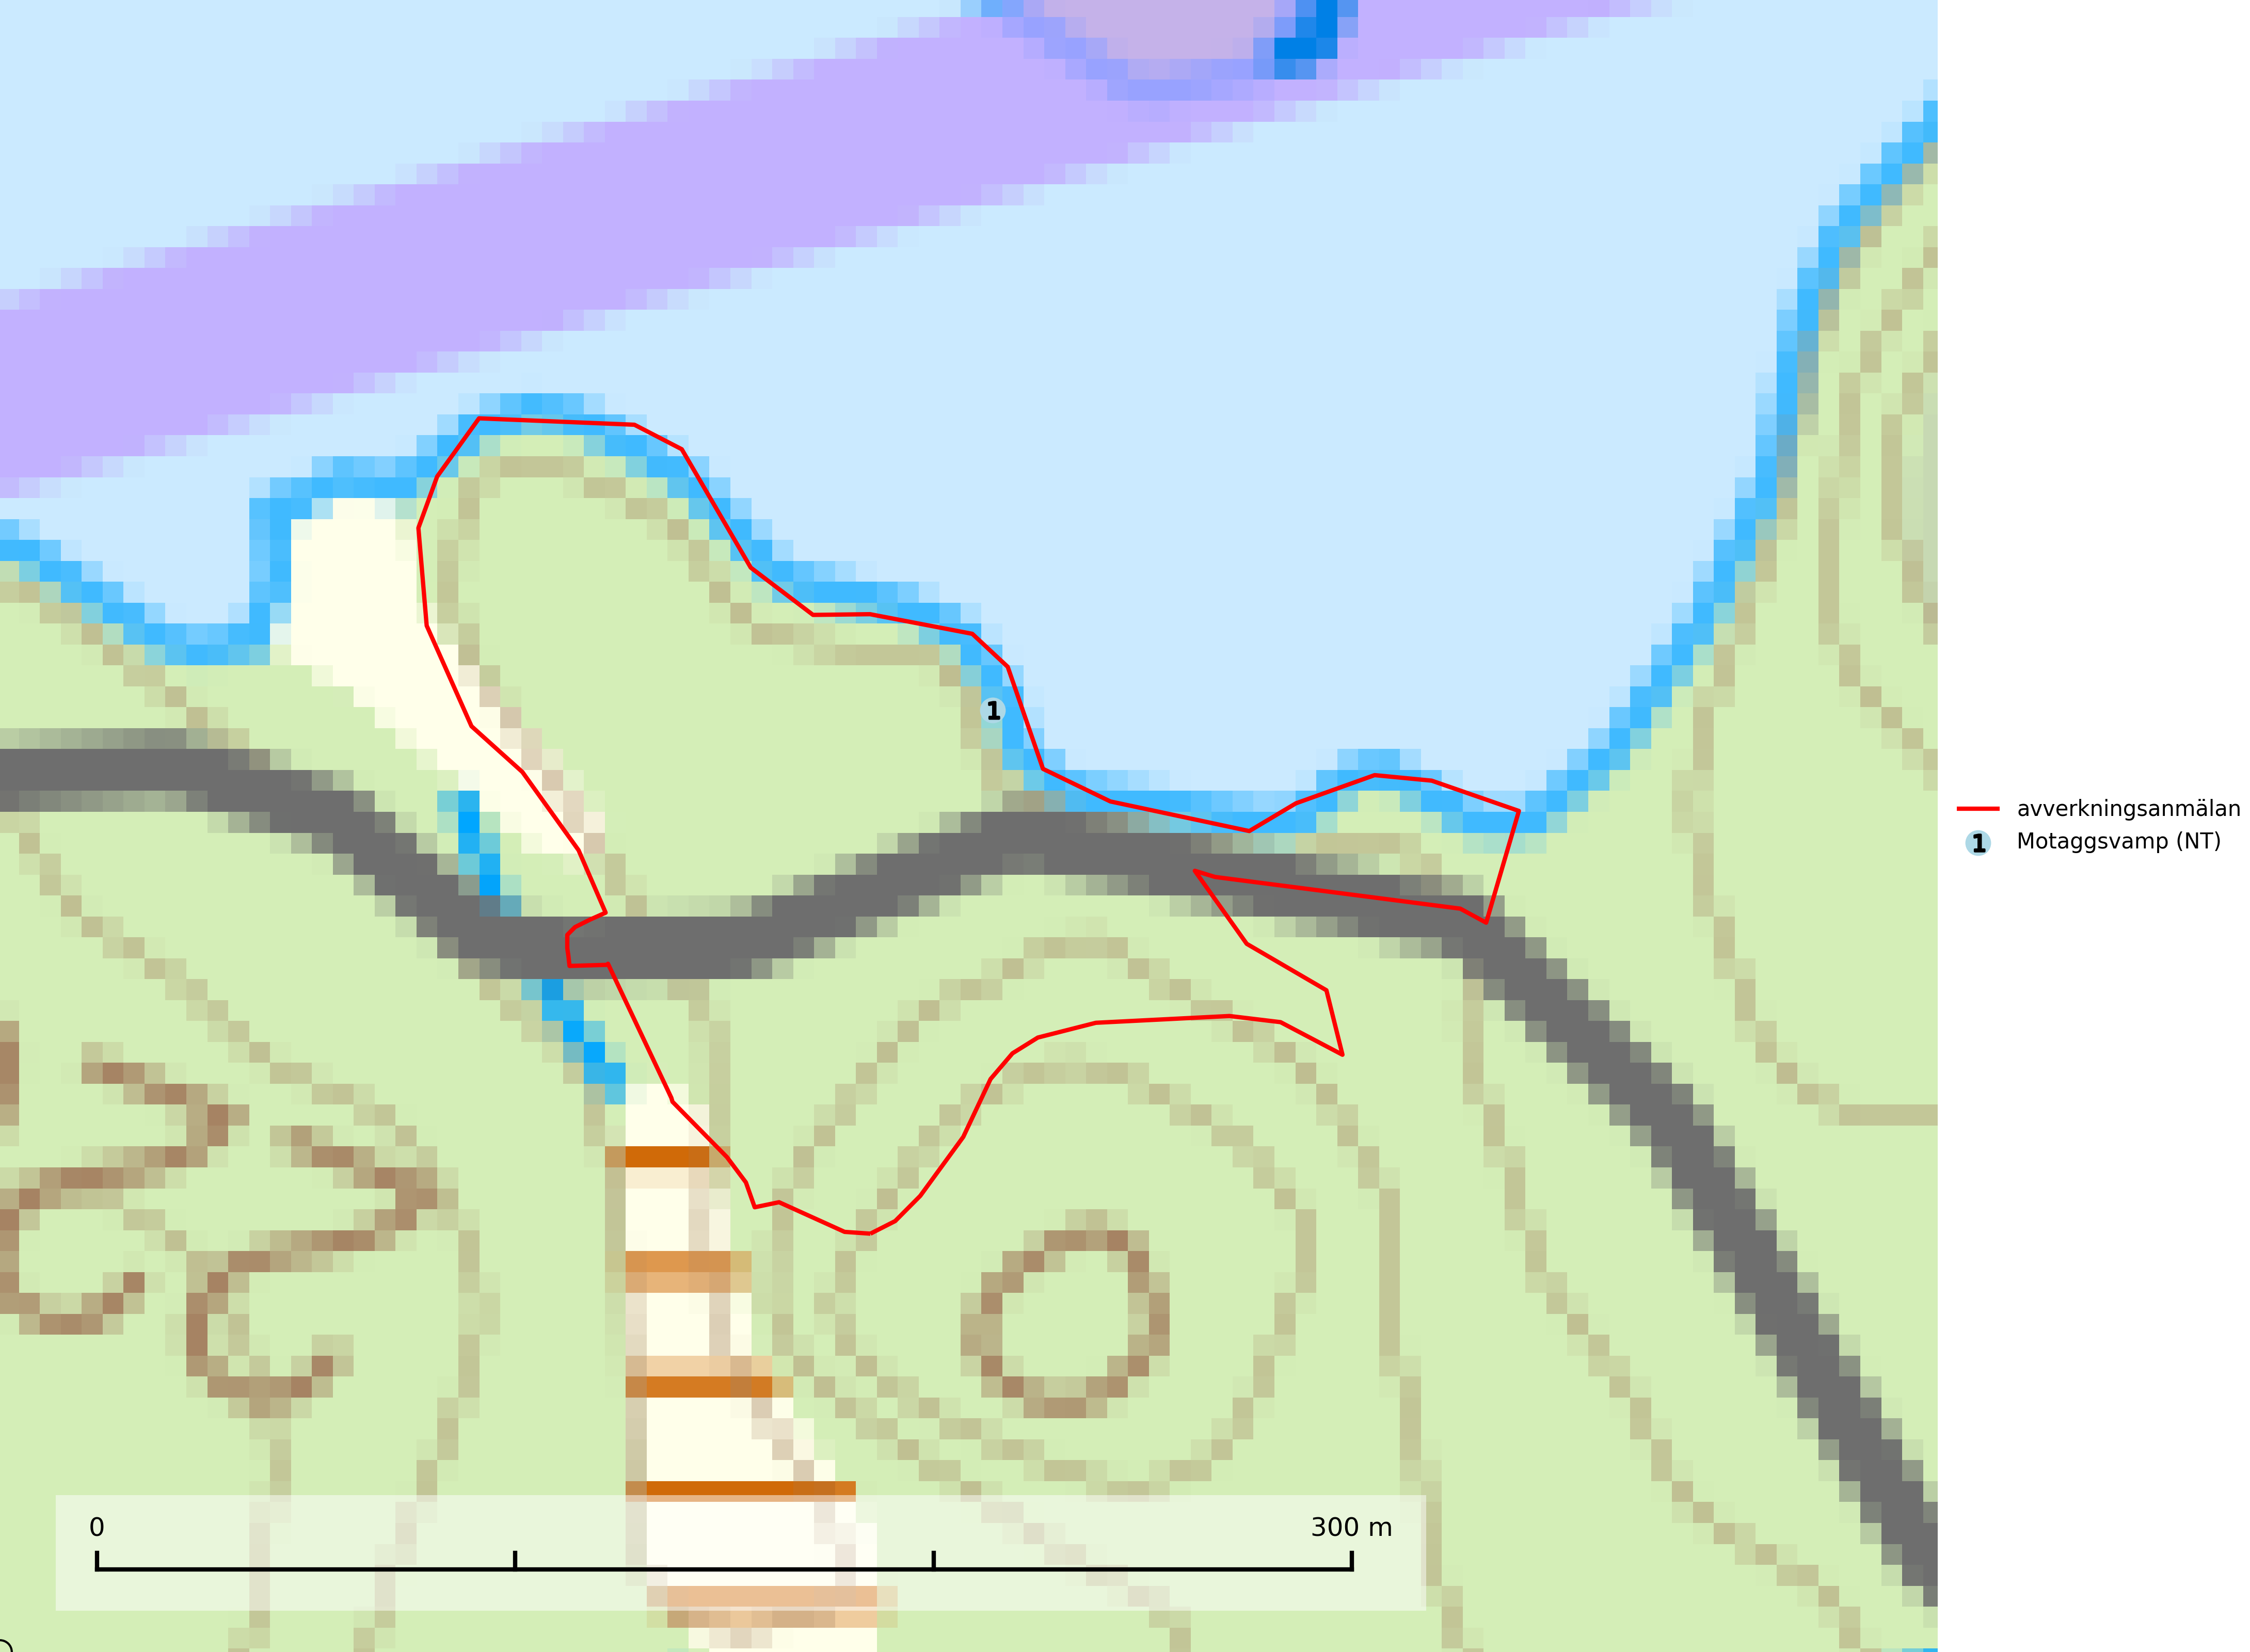 1
avverkningsanmälan
1 Motaggsvamp (NT)
0 300 m